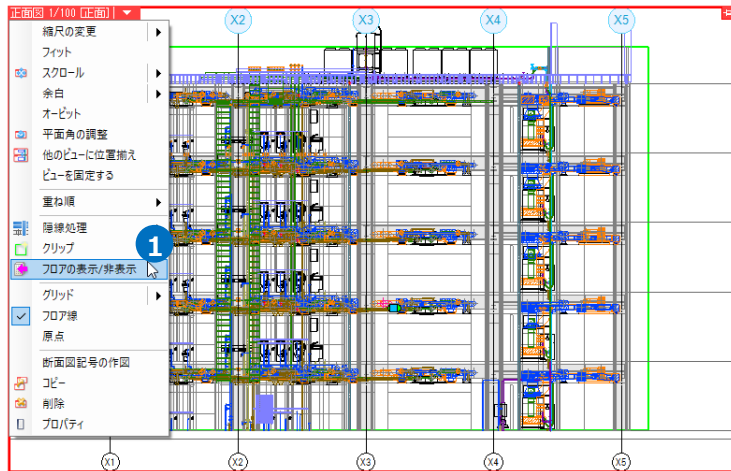 正面図 1/100 [正面]
X2
X3
X4
X5
縮尺の変更
フィット
スクロール
余白
オービット
平面角の調整
他のビューに位置揃え
ビューを固定する
重ね順
陰線処理
クリップ
1
フロアの表示/非表示
グリッド
フロア線
原点
断面図記号の作図
コピー
削除
プロパティ
X1
X2
X3
X4
X5